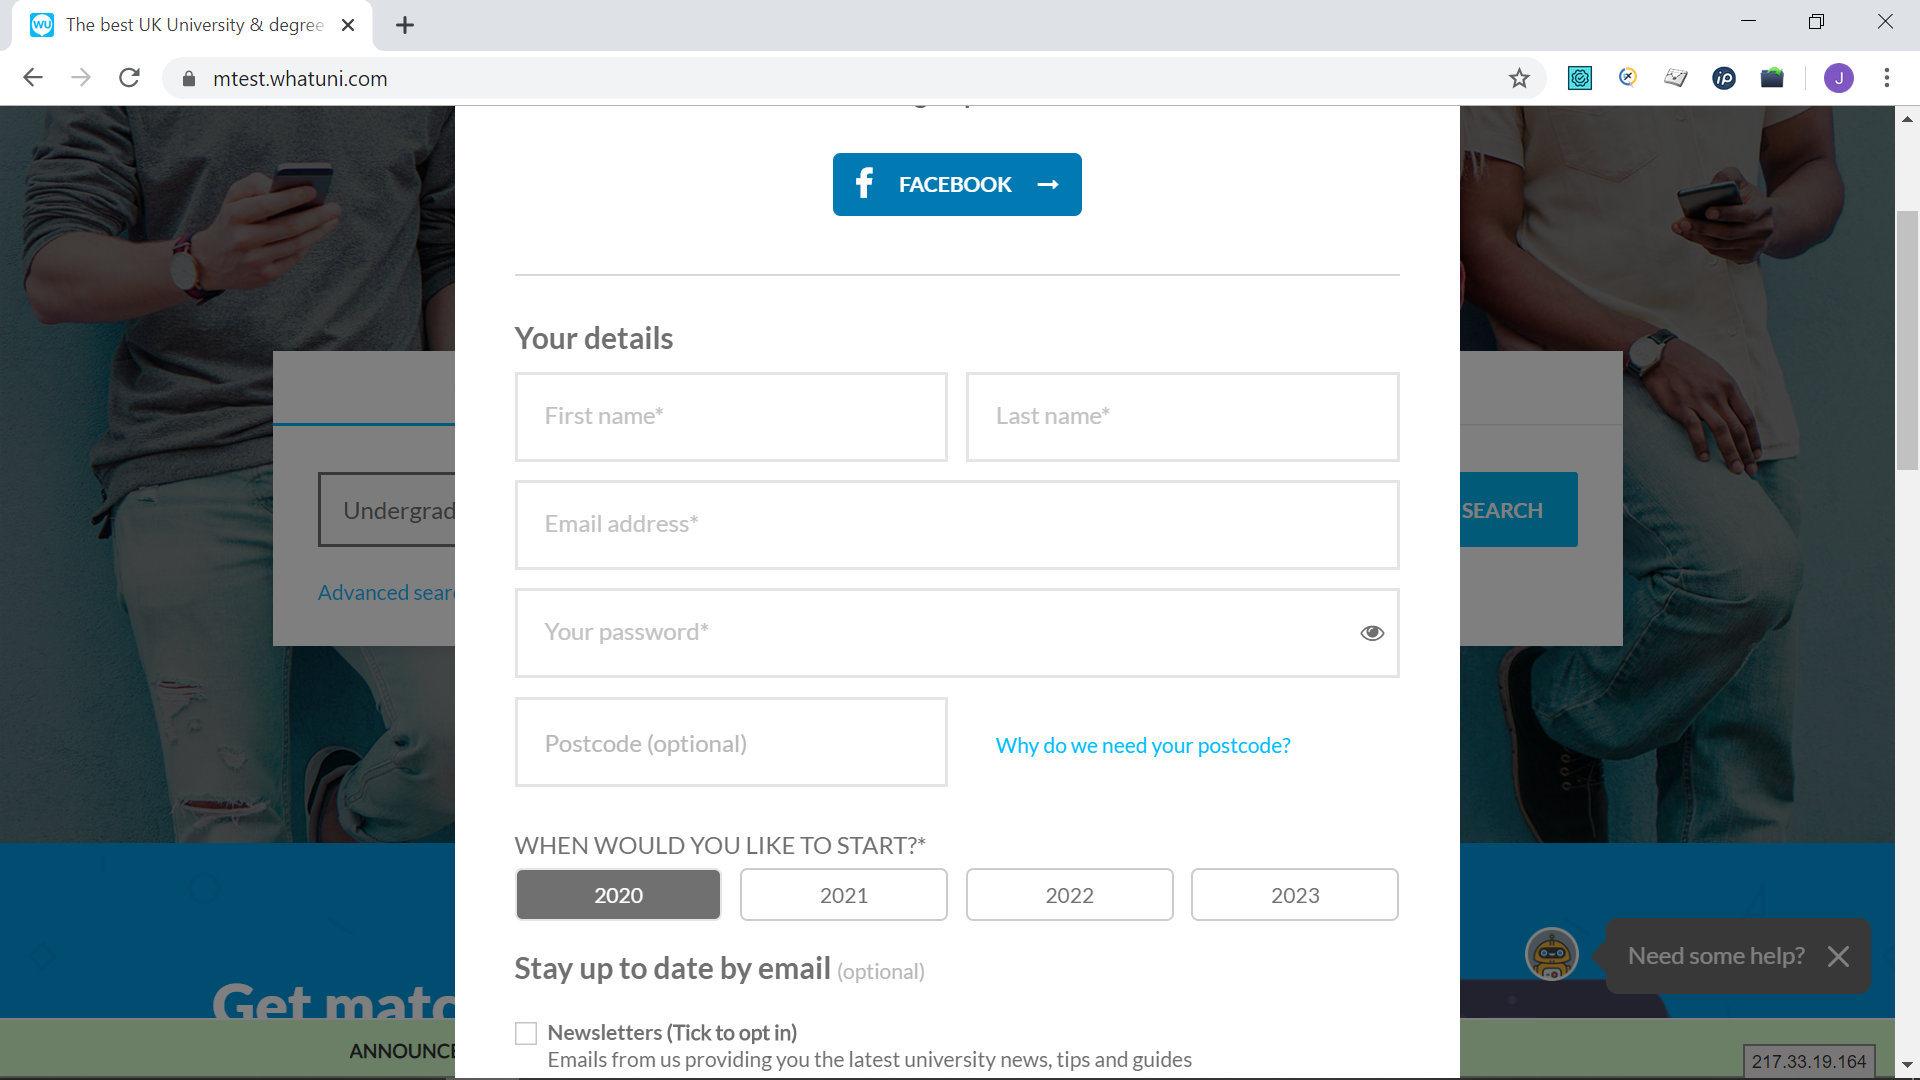 WU The best UK University & degree
mtest.whatuni.com
iP
J
FACEBOOK
Your details
First name*
Last name*
Email address*
Your password*
Postcode (optional)
Why do we need your postcode?
WHEN WOULD YOU LIKE TO START?*
2020
2021
2022
2023
Stay up to date by email (optional)
Newsletters (Tick to opt in)
Emails from us providing you the latest university news, tips and guides
Undergrad
SEARCH
Advanced sear
Need some help?
Get matc
ANNOUNCE
217.33.19.164